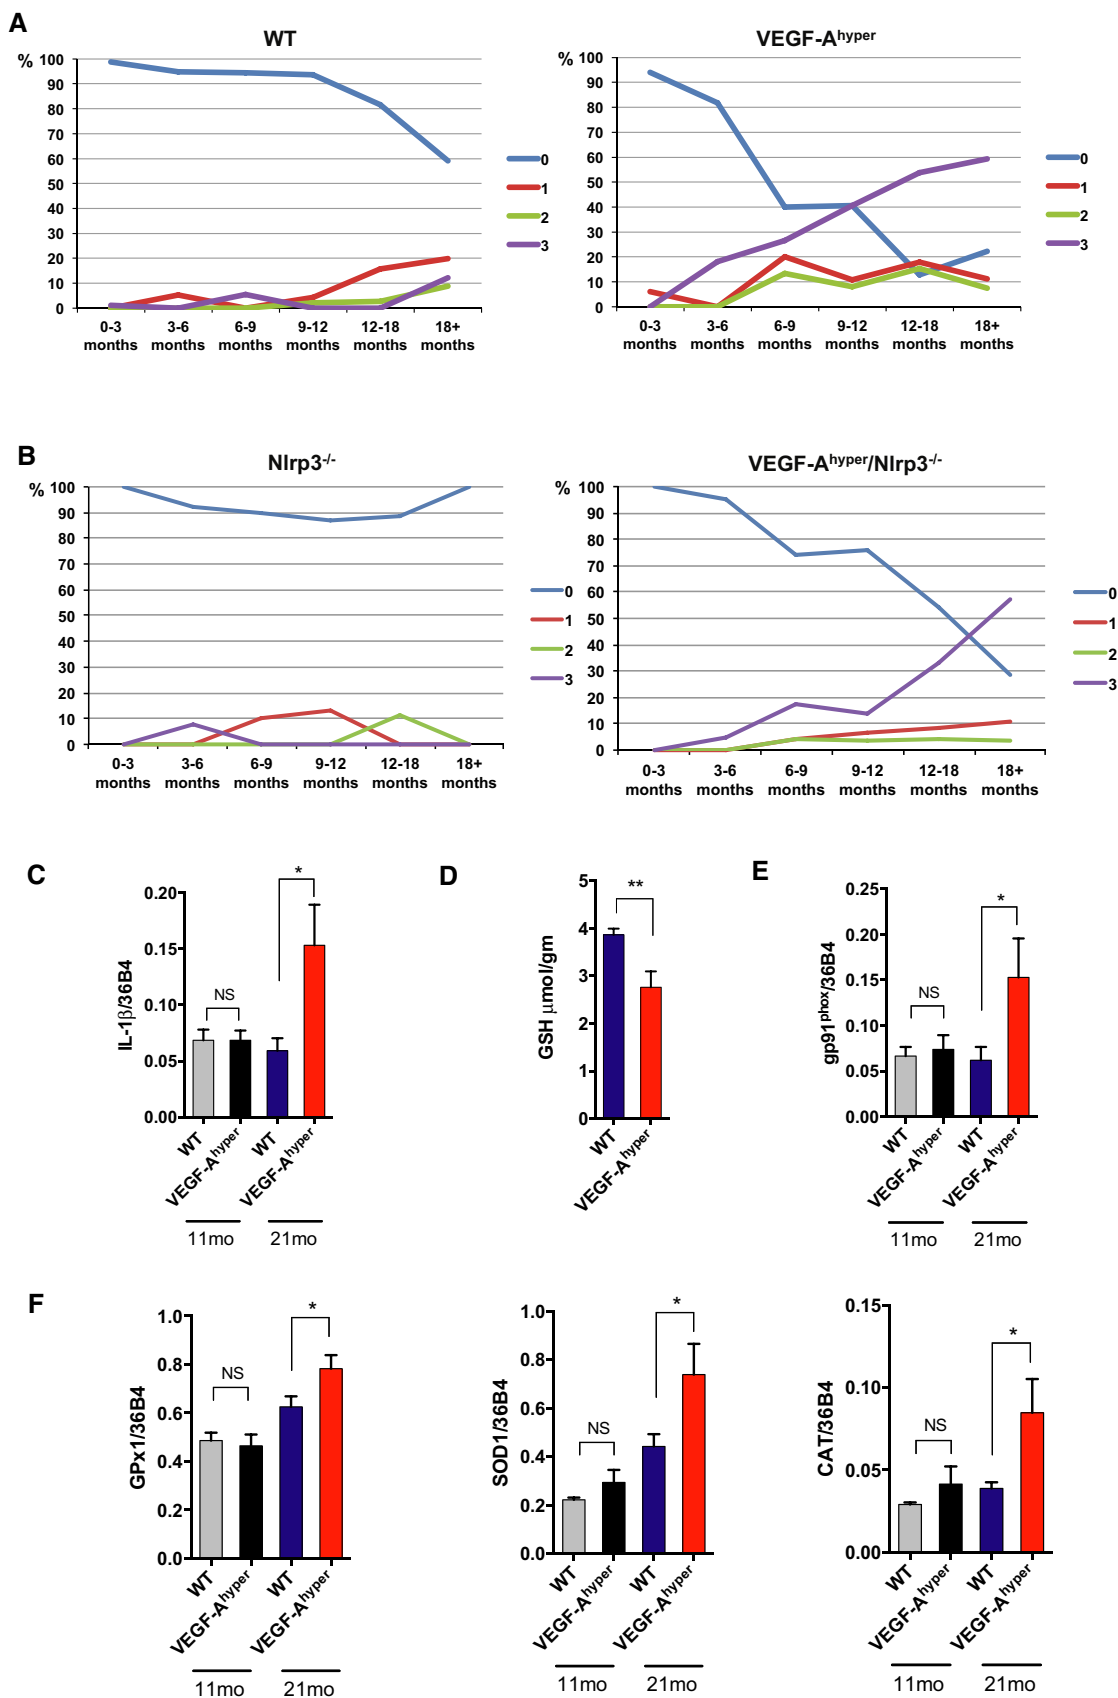 A
WT
VEGF-Ahyper
% 100
90
80
70
60
50
40
30
20
10
0
0-3 months
3-6 months
6-9 months
9-12 months
12-18 months
18+ months
0
1
2
3
% 100
90
80
70
60
50
40
30
20
10
0
0-3 months
3-6 months
6-9 months
9-12 months
12-18 months
18+ months
0
1
2
3
B
Nlrp3-/-
VEGF-Ahyper/Nlrp3-/-
% 100
90
80
70
60
50
40
30
20
10
0
0-3 months
3-6 months
6-9 months
9-12 months
12-18 months
18+ months
0
1
2
3
% 100
90
80
70
60
50
40
30
20
10
0
0-3 months
3-6 months
6-9 months
9-12 months
12-18 months
18+ months
0
1
2
3
C
IL-1β/36B4
0.20
0.15
0.10
0.05
0.00
NS
*
WT
VEGF-Ahyper
WT
VEGF-Ahyper
11mo
21mo
D
GSH μmol/gm
5
4
3
2
1
0
**
WT
VEGF-Ahyper
E
gp91phox/36B4
0.25
0.20
0.15
0.10
0.05
0.00
NS
*
WT
VEGF-Ahyper
WT
VEGF-Ahyper
11mo
21mo
F
GPx1/36B4
1.0
0.8
0.6
0.4
0.2
0.0
NS
*
WT
VEGF-Ahyper
WT
VEGF-Ahyper
11mo
21mo
SOD1/36B4
1.0
0.8
0.6
0.4
0.2
0.0
NS
*
WT
VEGF-Ahyper
WT
VEGF-Ahyper
11mo
21mo
CAT/36B4
0.15
0.10
0.05
0.00
NS
*
WT
VEGF-Ahyper
WT
VEGF-Ahyper
11mo
21mo